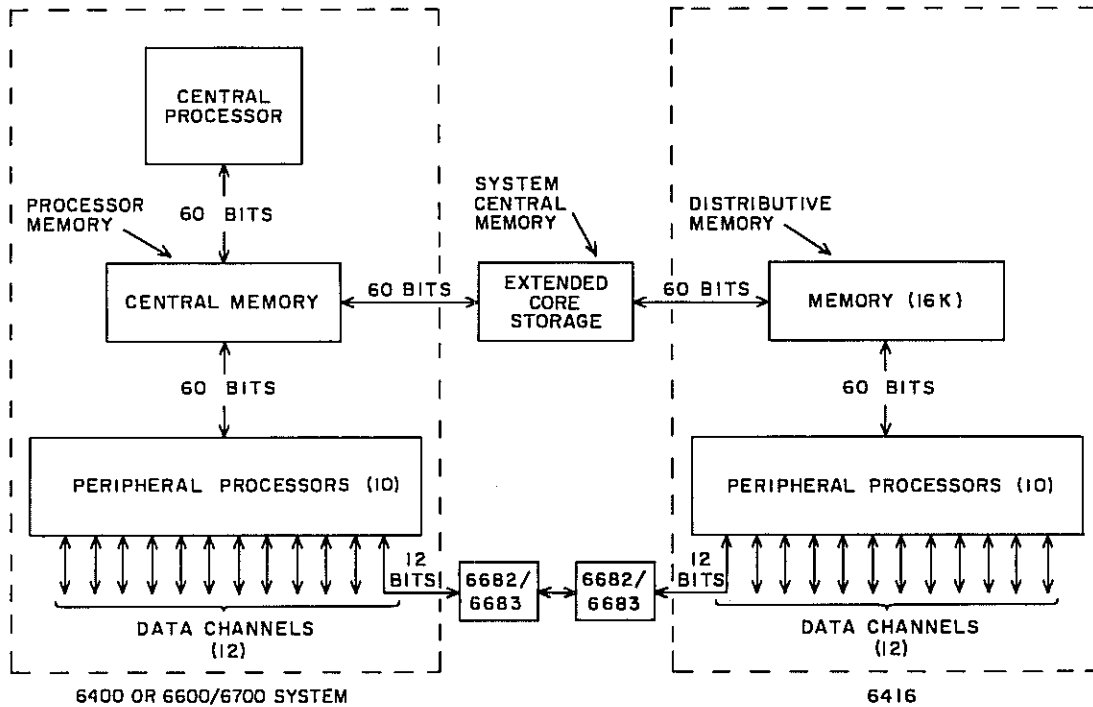 CENTRAL
PROCESSOR
PROCESSOR
MEMORY
60 BITS
SYSTEM
CENTRAL
MEMORY
DISTRIBUTIVE
MEMORY
CENTRAL MEMORY
60 BITS
EXTENDED
CORE
STORAGE
60 BITS
MEMORY (16K)
60 BITS
60 BITS
PERIPHERAL PROCESSORS (10)
PERIPHERAL PROCESSORS (10)
12
BITS
6682/
6683
6682/
6683
12
BITS
DATA CHANNELS
(12)
DATA CHANNELS
(12)
6400 OR 6600/6700 SYSTEM
6416